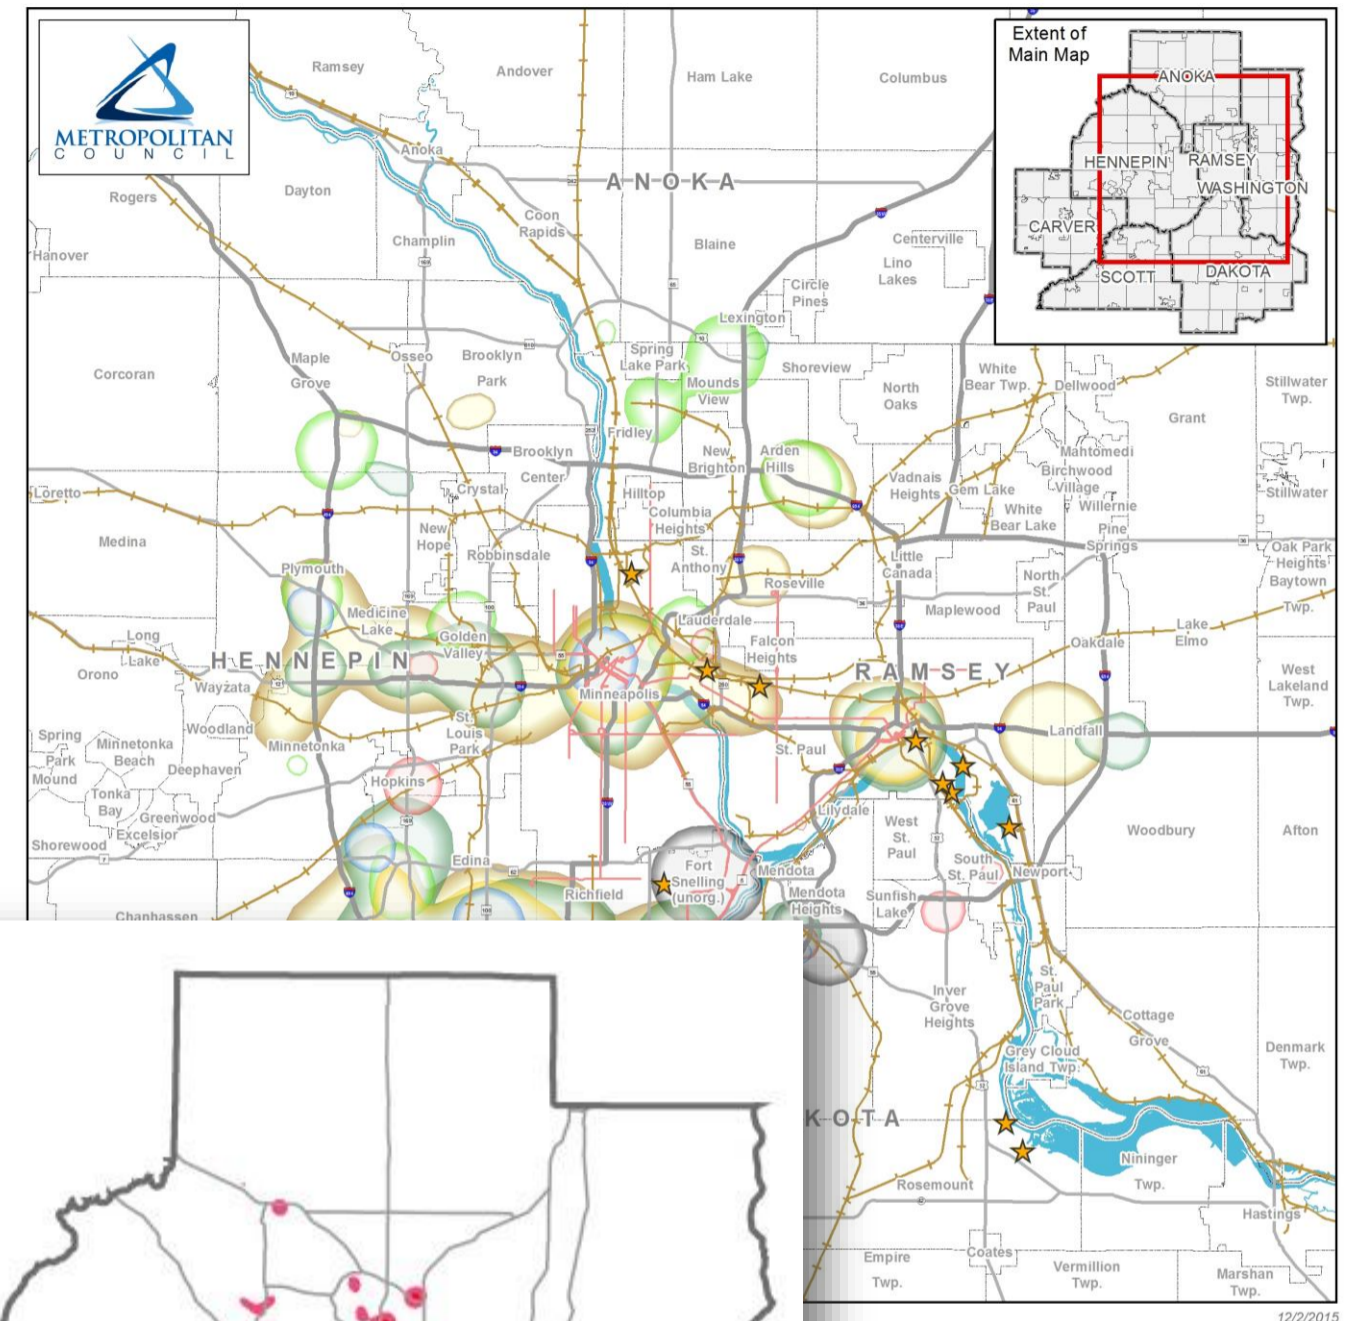 METROPOLITAN
COUNCIL
Extent of
Main Map
ANOKA
HENNEPIN
RAMSEY
WASHINGTON
CARVER
SCOTT
DAKOTA
Ramsey
Andover
Ham Lake
Columbus
Anoka
ANOKA
Rogers
Dayton
Coon
Rapids
Champlin
Blaine
Centerville
Hanover
Lino
Lakes
Circle
Pines
Lexington
Maple
Grove
Osseo
Brooklyn
Park
Spring
Lake Park
Mounds
View
Shoreview
North
Oaks
White
Bear Twp.
Dellwood
Stillwater
Twp.
Corcoran
Grant
Fridley
Brooklyn
Center
New
Brighton
Arden
Hills
Mahtomedi
Birchwood
Village
Willernie
Loretto
Crystal
Hilltop
Columbia
Heights
Vadnais
Heights
Gem Lake
White
Bear Lake
Stillwater
Medina
New
Hope
Robbinsdale
St.
Anthony
Little
Canada
Pine
Springs
Oak Park
Heights
Baytown
Twp.
Plymouth
Roseville
North
St.
Paul
Maplewood
Medicine
Lake
Lauderdale
Falcon
Heights
Long
Lake
Golden
Valley
Oakdale
Lake
Elmo
HENNEPIN
RAMSEY
Orono
Wayzata
Minneapolis
West
Lakeland
Twp.
Woodland
St.
Louis
Park
Spring
Park
Minnetonka
Beach
Minnetonka
St. Paul
Landfall
Mound
Deephaven
Hopkins
Tonka
Bay
Greenwood
Excelsior
Lilydale
West
St.
Paul
Woodbury
Afton
Shorewood
Edina
Fort
Snelling
(unorg.)
Mendota
South
St. Paul
Newport
Richfield
Mendota
Heights
Sunfish
Lake
Chanhassen
Inver
Grove
Heights
St.
Paul
Park
Cottage
Grove
Grey Cloud
Island Twp.
Denmark
Twp.
KOTA
Nininger
Twp.
Rosemount
Hastings
Empire
Twp.
Coates
Vermillion
Twp.
Marshan
Twp.
12/2/2015